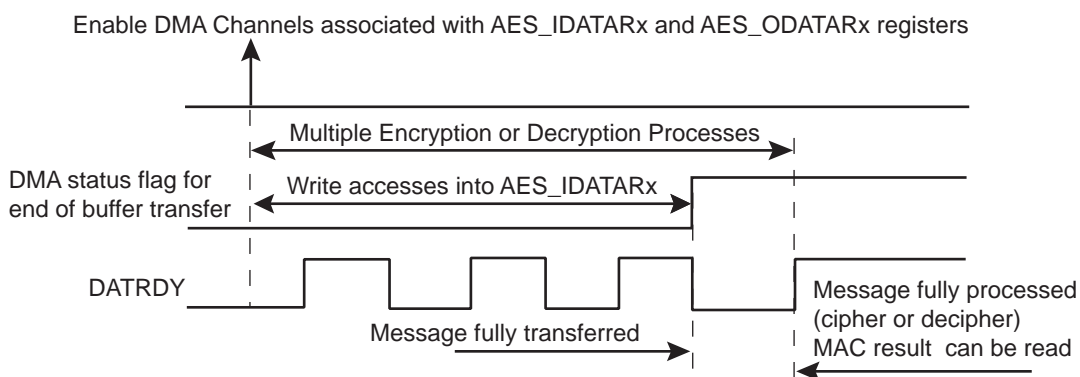 Enable DMA Channels associated with AES_IDATARx and AES_ODATARx registers
Multiple Encryption or Decryption Processes
DMA status flag for
end of buffer transfer
Write accesses into AES_IDATARx
DATRDY
Message fully transferred
Message fully processed
(cipher or decipher)
MAC result can be read